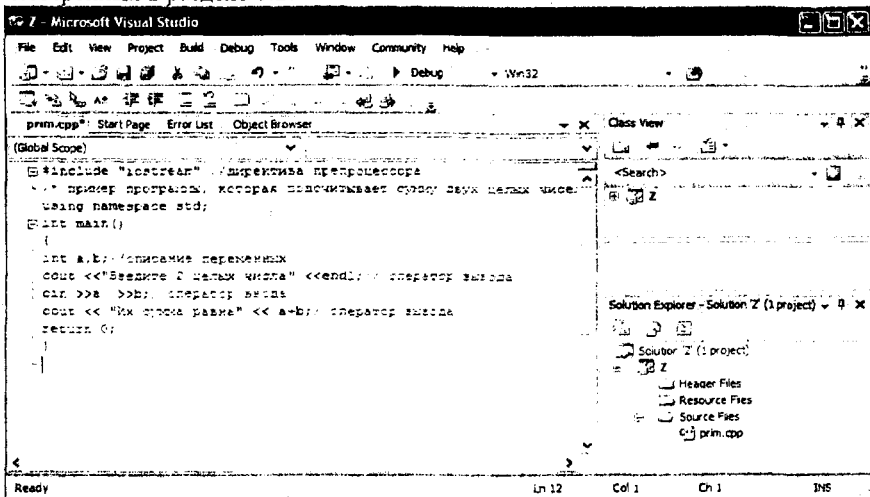 Z - Microsoft Visual Studio
File Edit View Project Build Debug Tools Window Community Help
Debug Win32
prim.cpp* Start Page Error List Object Browser
Class View
(Global Scope)
<Search>
#include "iostream" //директива препроцессора
/* пример программы, которая подсчитывает сумму двух целых чисел
Z
using namespace std;
int main()
{
int a,b;//описание переменных
cout <<"Введите 2 целых числа" <<endl;// оператор вывода
cin >>a >>b;// оператор ввода
cout << "Их сумма равна" << a+b;// оператор вывода
return 0;
}
Solution Explorer - Solution 'Z' (1 project)
Solution 'Z' (1 project)
Z
Header Files
Resource Files
Source Files
prim.cpp
Ready Ln 12 Col 1 Ch 1 INS